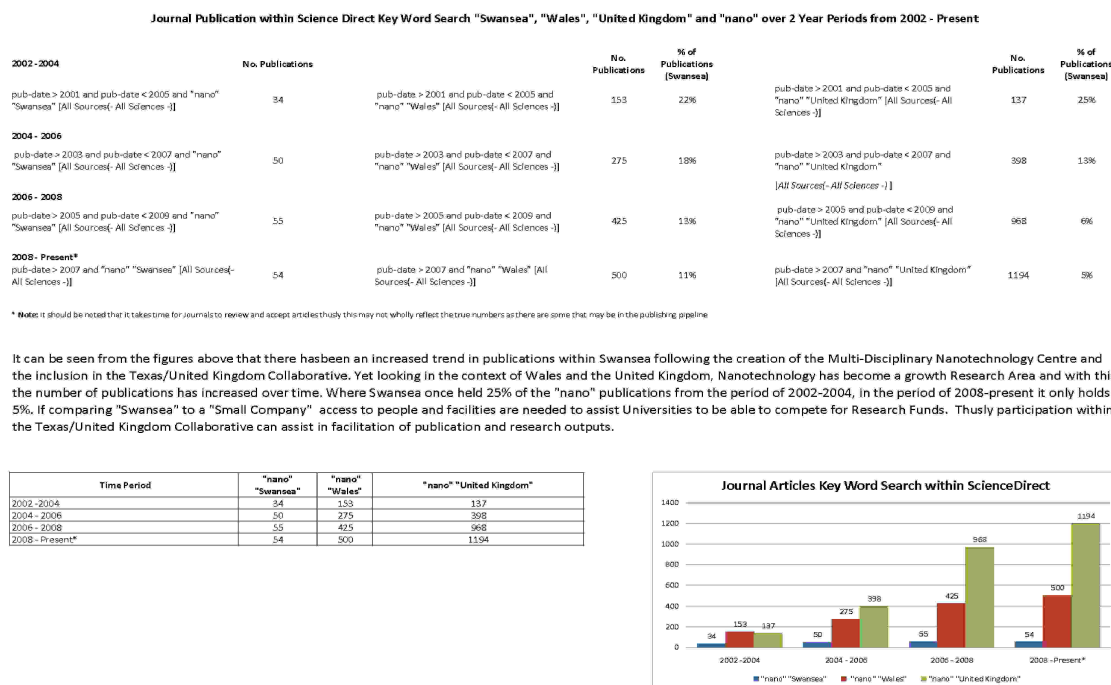 Journal Publication within Science Direct Key Word Search "Swansea", "Wales", "United Kingdom" and "nano" over 2 Year Periods from 2002 - Present
2002 -2004 No. Publications No. Publications % of Publications (Swansea) No. Publications % of Publications (Swansea)
pub-date > 2001 and pub-date < 2005 and "nano"
"Swansea" [All Sources(- All Sciences -)]
34
pub-date > 2001 and pub-date < 2005 and
"nano" "Wales" [All Sources(- All Sciences -)]
153 22%
pub-date > 2001 and pub-date < 2005 and
"nano" "United Kingdom" [All Sources(- All
Sciences -)]
137 25%
2004 - 2006
pub-date > 2003 and pub-date < 2007 and "nano"
"Swansea" [All Sources(- All Sciences -)]
50
pub-date > 2003 and pub-date < 2007 and
"nano" "Wales" [All Sources(- All Sciences -)]
275 18%
pub-date > 2003 and pub-date < 2007 and
"nano" "United Kingdom"
[All Sources(- All Sciences -) ]
398 13%
2006 - 2008
pub-date > 2005 and pub-date < 2009 and "nano"
"Swansea" [All Sources(- All Sciences -)]
55
pub-date > 2005 and pub-date < 2009 and
"nano" "Wales" [All Sources(- All Sciences -)]
425 13%
pub-date > 2005 and pub-date < 2009 and
"nano" "United Kingdom" [All Sources(- All
Sciences -)]
968 6%
2008 - Present*
pub-date > 2007 and "nano" "Swansea" [All Sources(-
All Sciences -)]
54
pub-date > 2007 and "nano" "Wales" [All
Sources(- All Sciences -)]
500 11%
pub-date > 2007 and "nano" "United Kingdom"
[All Sources(- All Sciences -)]
1194 5%
* Note: It should be noted that it takes time for Journals to review and accept articles thusly this may not wholly reflect the true numbers as there are some that may be in the publishing pipeline
It can be seen from the figures above that there hasbeen an increased trend in publications within Swansea following the creation of the Multi-Disciplinary Nanotechnology Centre and
the inclusion in the Texas/United Kingdom Collaborative. Yet looking in the context of Wales and the United Kingdom, Nanotechnology has become a growth Research Area and with thi
the number of publications has increased over time. Where Swansea once held 25% of the "nano" publications from the period of 2002-2004, in the period of 2008-present it only holds
5%. If comparing "Swansea" to a "Small Company" access to people and facilities are needed to assist Universities to be able to compete for Research Funds. Thusly participation within
the Texas/United Kingdom Collaborative can assist in facilitation of publication and research outputs.
Time Period "nano" "Swansea" "nano" "Wales" "nano" "United Kingdom"
2002 -2004 34 153 137
2004 - 2006 50 275 398
2006 - 2008 55 425 968
2008 - Present* 54 500 1194
Journal Articles Key Word Search within ScienceDirect
1400
1200
1000
800
600
400
200
0
34 153 137
50 275 398
55 425 968
54 500 1194
2002 -2004 2004 - 2006 2006 - 2008 2008 - Present*
"nano" "Swansea" "nano" "Wales" "nano" "United Kingdom"